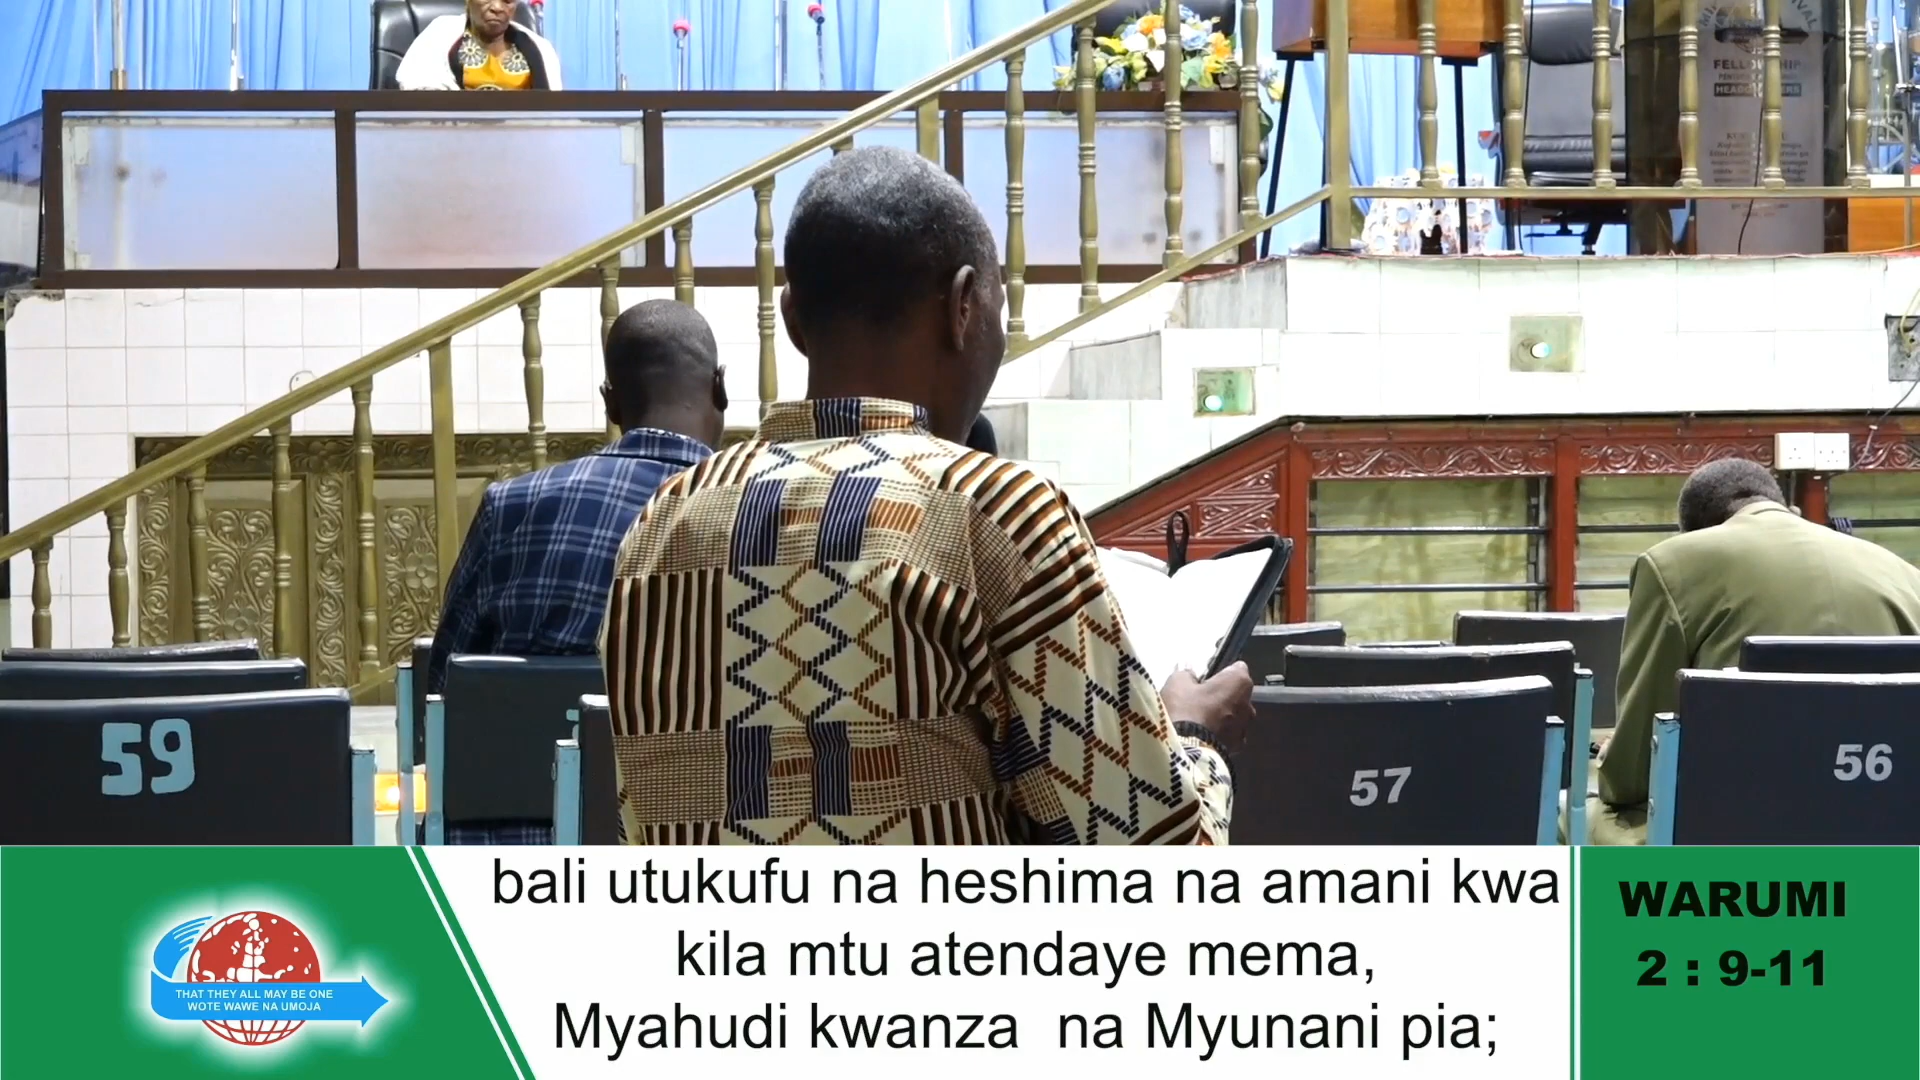 FELLOWSHIP
59
57
56
bali utukufu na heshima na amani kwa
kila mtu atendaye mema,
Myahudi kwanza na Myunani pia;
WARUMI
2 : 9-11
THAT THEY ALL MAY BE ONE
WOTE WAWE NA UMOJA